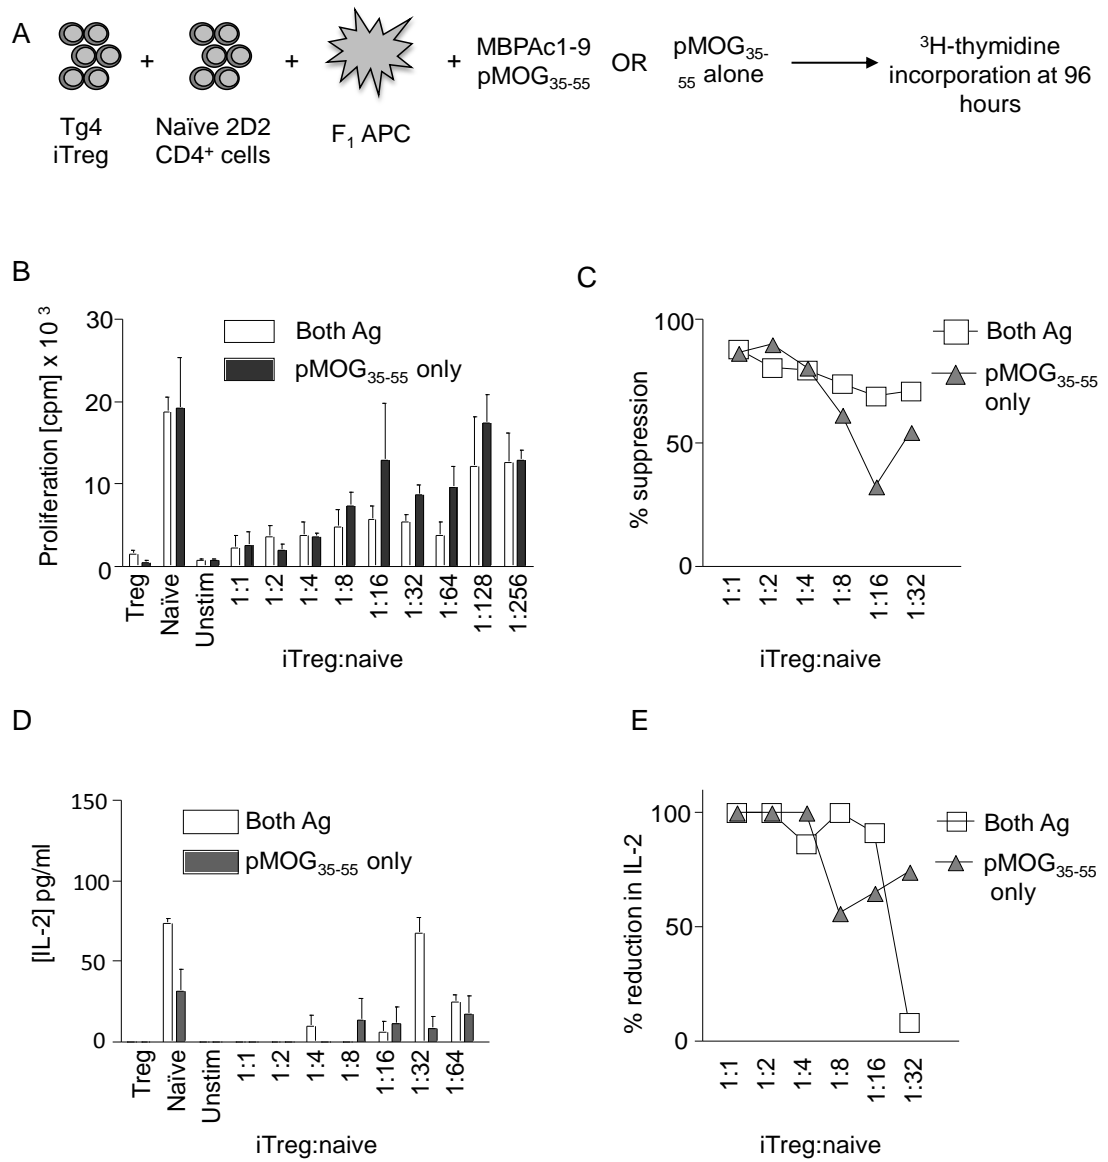 A
+ + +
MBPAc1-9
pMOG35-55
OR
pMOG35-
55 alone
3H-thymidine
incorporation at 96
hours
Tg4
iTreg
Naïve 2D2
CD4+ cells
F1 APC
B
Proliferation [cpm] x 10 3
30
20
10
0
Both Ag
pMOG35-55 only
Treg Naïve Unstim 1:1 1:2 1:4 1:8 1:16 1:32 1:64 1:128 1:256
iTreg:naive
C
% suppression
100
50
0
Both Ag
pMOG35-55
only
1:1 1:2 1:4 1:8 1:16 1:32
iTreg:naive
D
[IL-2] pg/ml
150
100
50
0
Both Ag
pMOG35-55 only
Treg Naïve Unstim 1:1 1:2 1:4 1:8 1:16 1:32 1:64
iTreg:naive
E
% reduction in IL-2
100
50
0
Both Ag
pMOG35-55
only
1:1 1:2 1:4 1:8 1:16 1:32
iTreg:naive